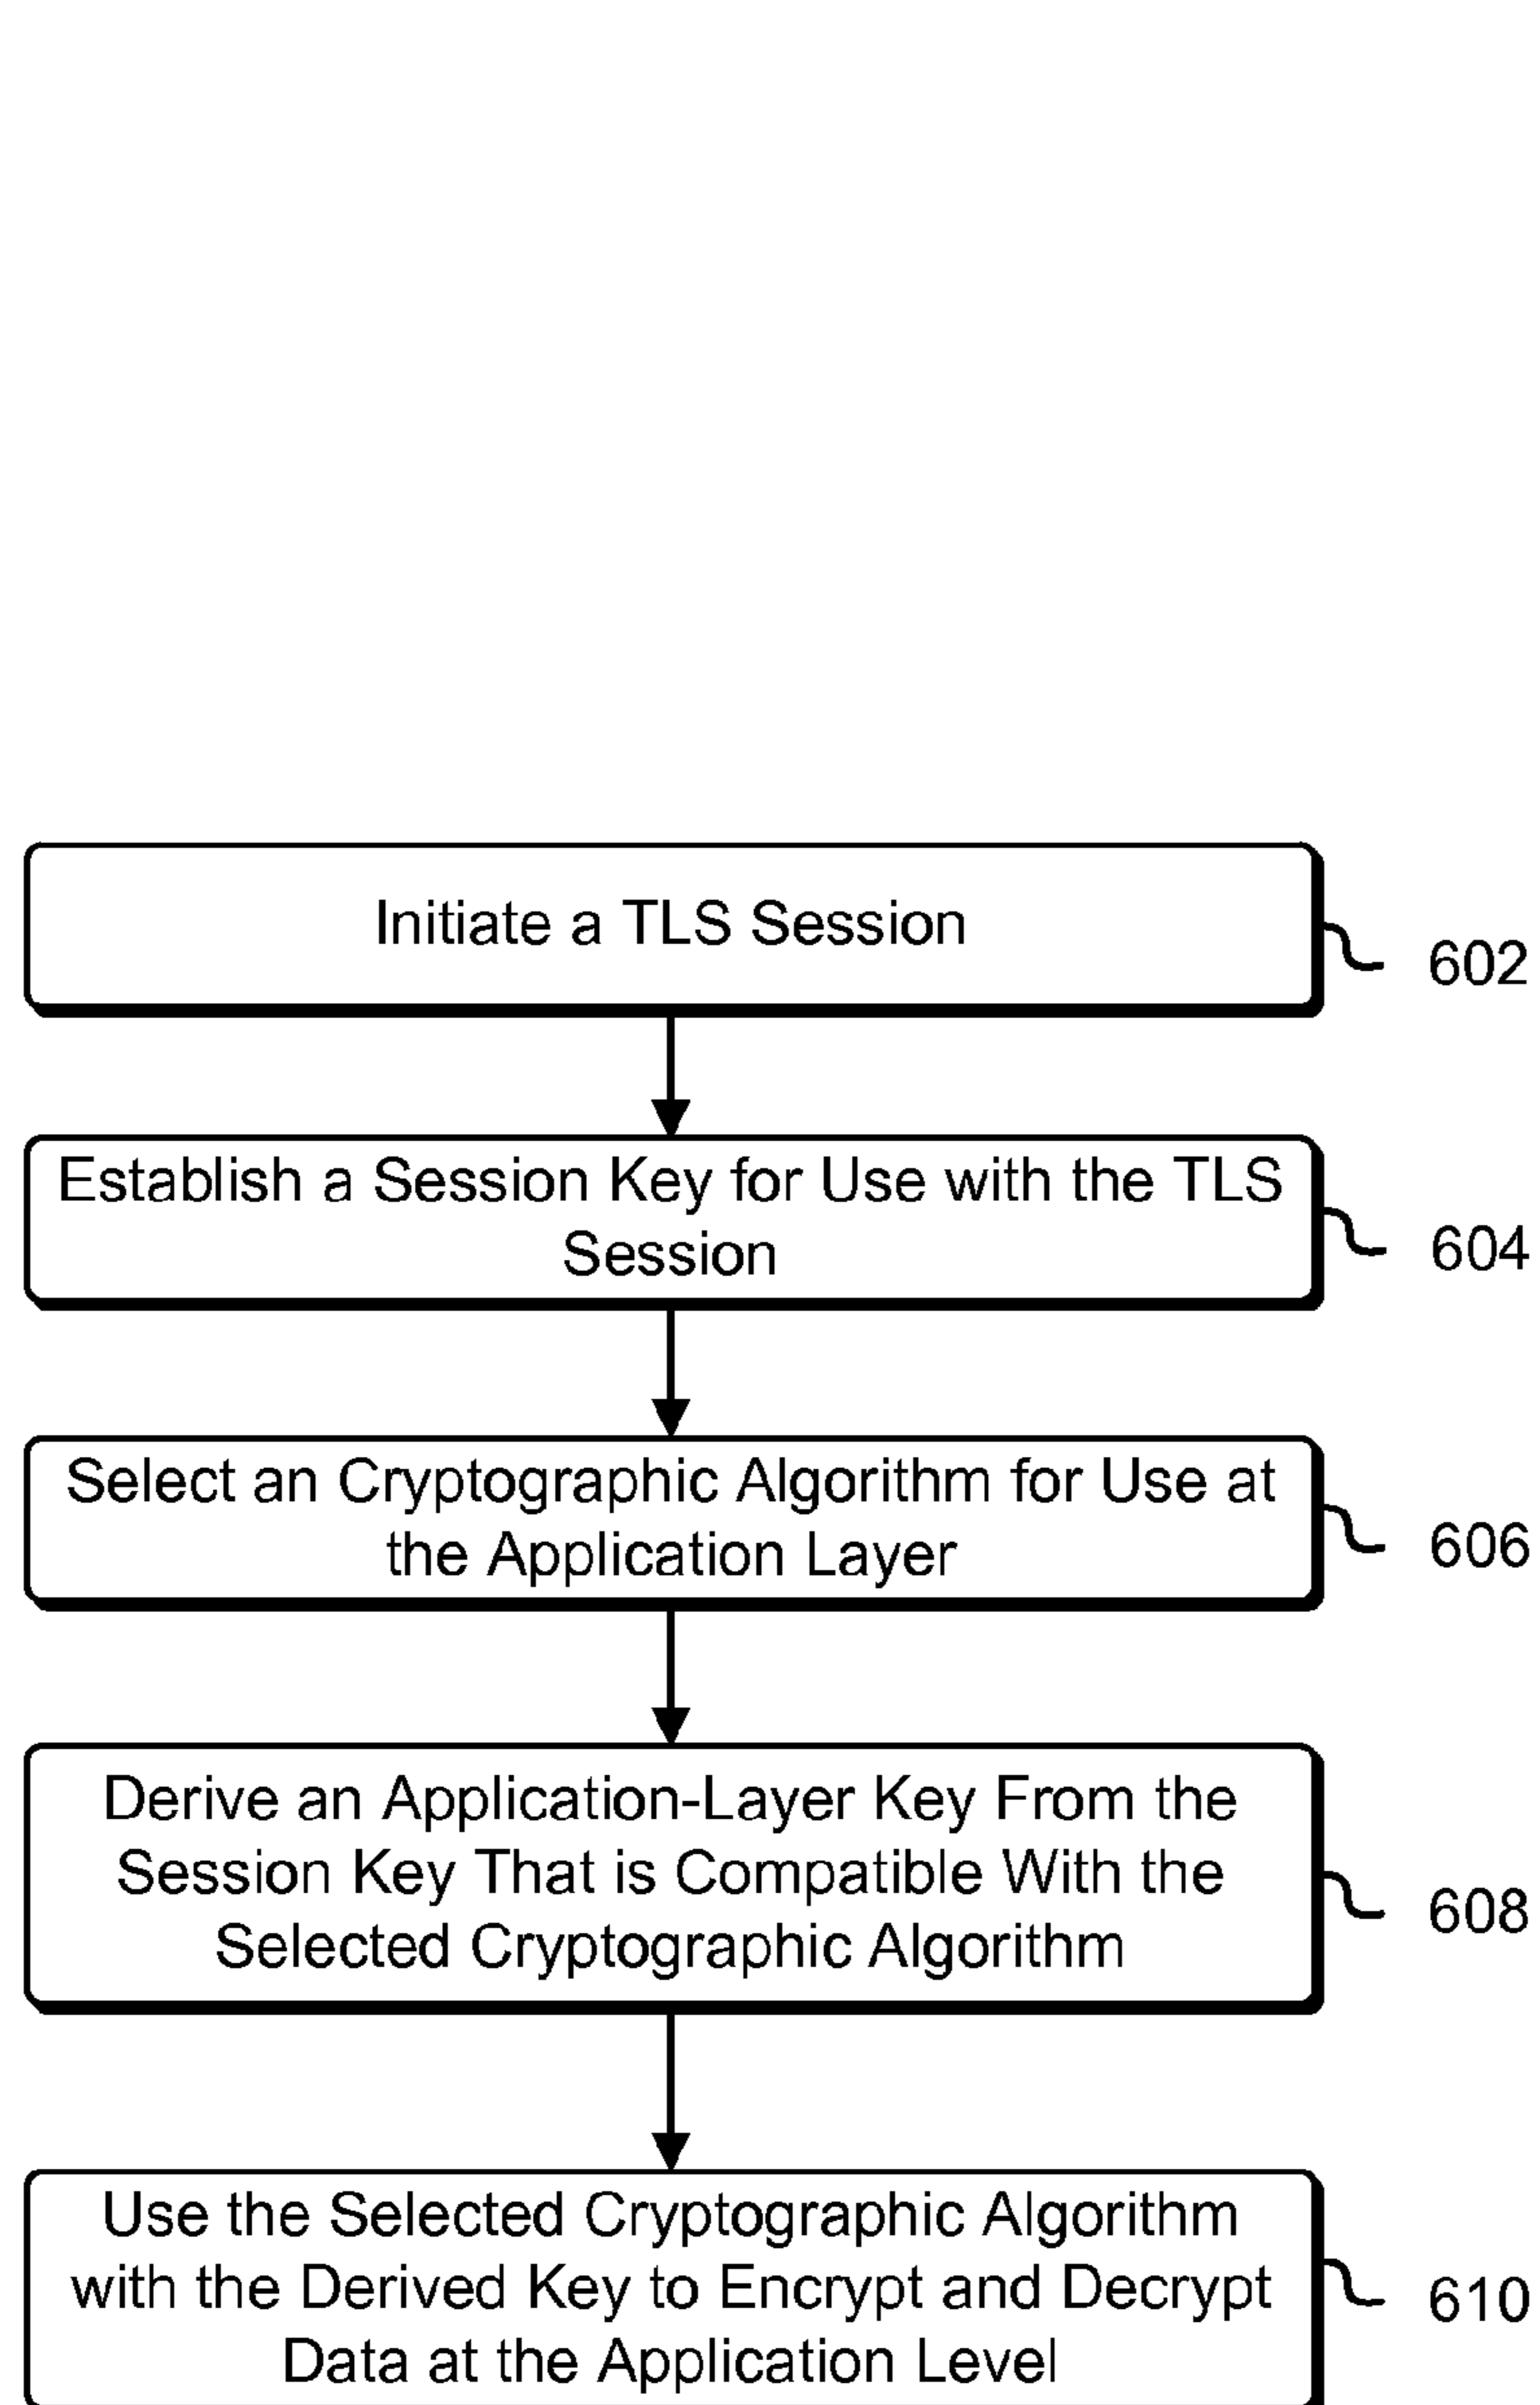 Initiate a TLS Session
602
Establish a Session Key for Use with the TLS
Session
604
Select an Cryptographic Algorithm for Use at
the Application Layer
606
Derive an Application-Layer Key From the
Session Key That is Compatible With the
Selected Cryptographic Algorithm
608
Use the Selected Cryptographic Algorithm
with the Derived Key to Encrypt and Decrypt
Data at the Application Level
610